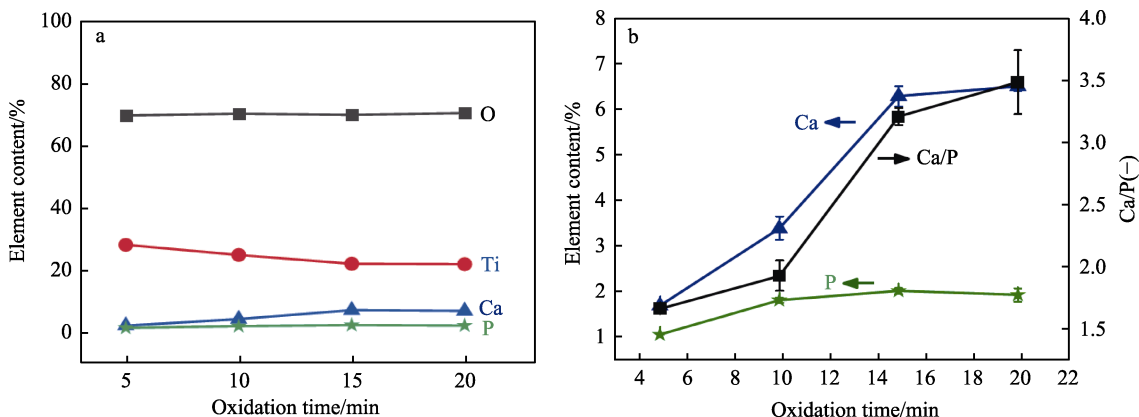 a
Element content/%
100
80
60
40
20
0
O
Ti
Ca
P
5
10
15
20
Oxidation time/min
b
Element content/%
8
7
6
5
4
3
2
1
Ca
Ca/P
P
4.0
3.5
3.0
2.5
2.0
1.5
Ca/P(−)
4 6 8 10 12 14 16 18 20 22
Oxidation time/min